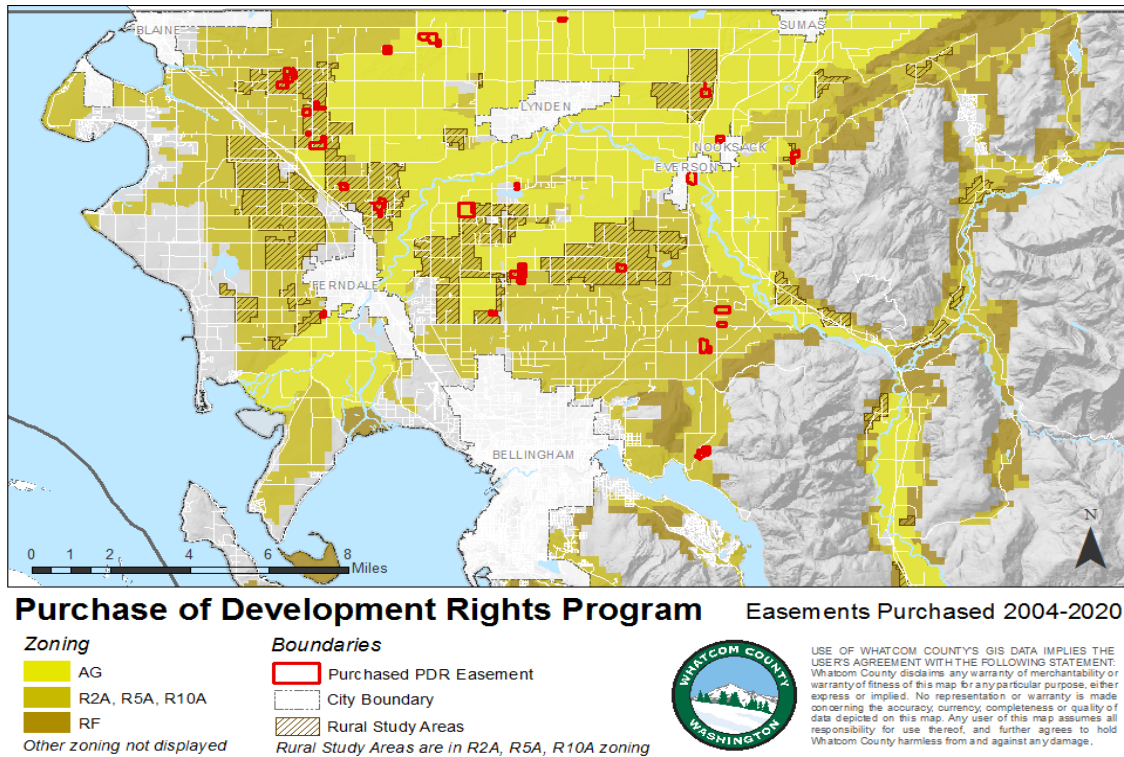 BLAINE
SUMAS
LYNDEN
NOOKSACK
EVERSON
FERNDALE
BELLINGHAM
N
0 1 2 4 6 8
Miles
Purchase of Development Rights Program
Easements Purchased 2004-2020
Zoning
AG
R2A, R5A, R10A
RF
Other zoning not displayed
Boundaries
Purchased PDR Easement
City Boundary
Rural Study Areas
Rural Study Areas are in R2A, R5A, R10A zoning
WHATCOM COUNTY
WASHINGTON
USE OF WHATCOM COUNTY'S GIS DATA IMPLIES THE
USER'S AGREEMENT WITH THE FOLLOWING STATEMENT:
Whatcom County disclaims any warranty of merchantability or
warranty of fitness of this map for any particular purpose, either
express or implied. No representation or warranty is made
concerning the accuracy, currency, completeness or quality of
data depicted on this map. Any user of this map assumes all
responsibility for use thereof, and further agrees to hold
Whatcom County harmless from and against any damage,